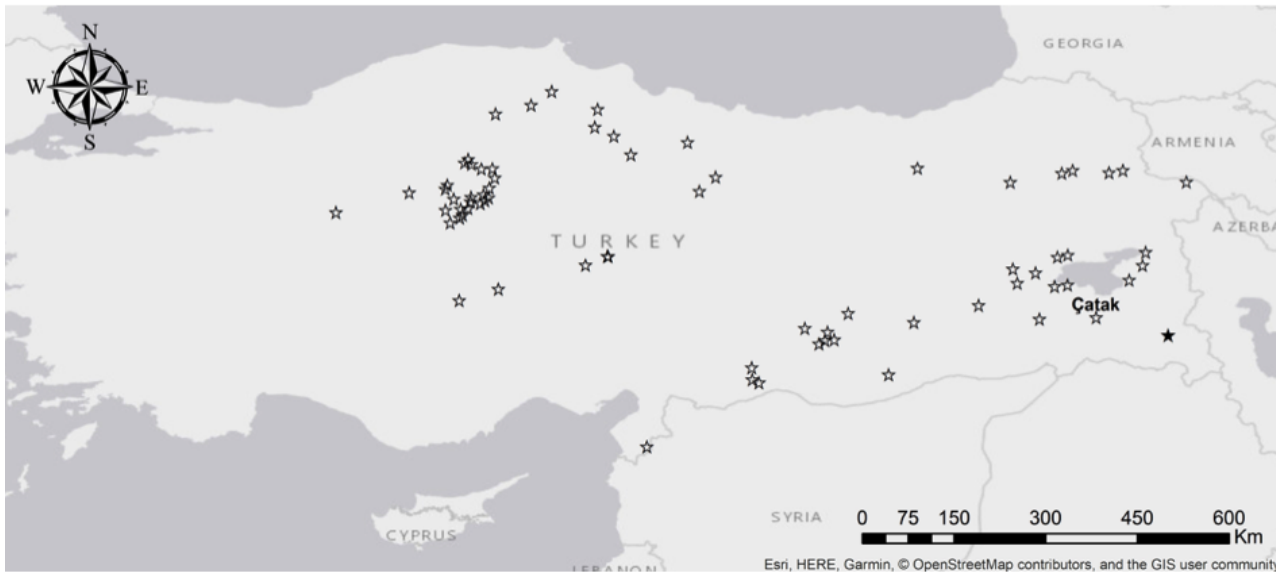 N
W E
S
GEORGIA
ARMENIA
AZERBA
TURKEY
Çatak
SYRIA
CYPRUS
LEBANON
0 75 150 300 450 600
Km
Esri, HERE, Garmin, © OpenStreetMap contributors, and the GIS user community